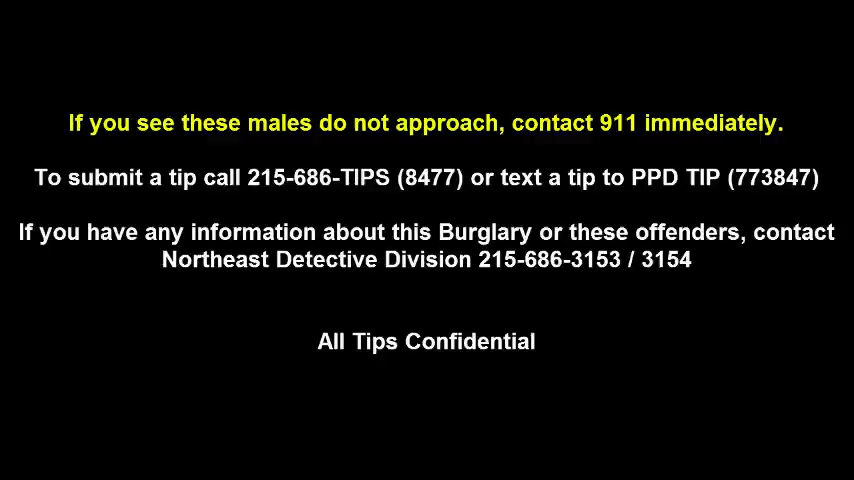 If you see these males do not approach, contact 911 immediately.
To submit a tip call 215-686-TIPS (8477) or text a tip to PPD TIP (773847)
If you have any information about this Burglary or these offenders, contact
Northeast Detective Division 215-686-3153 / 3154
All Tips Confidential